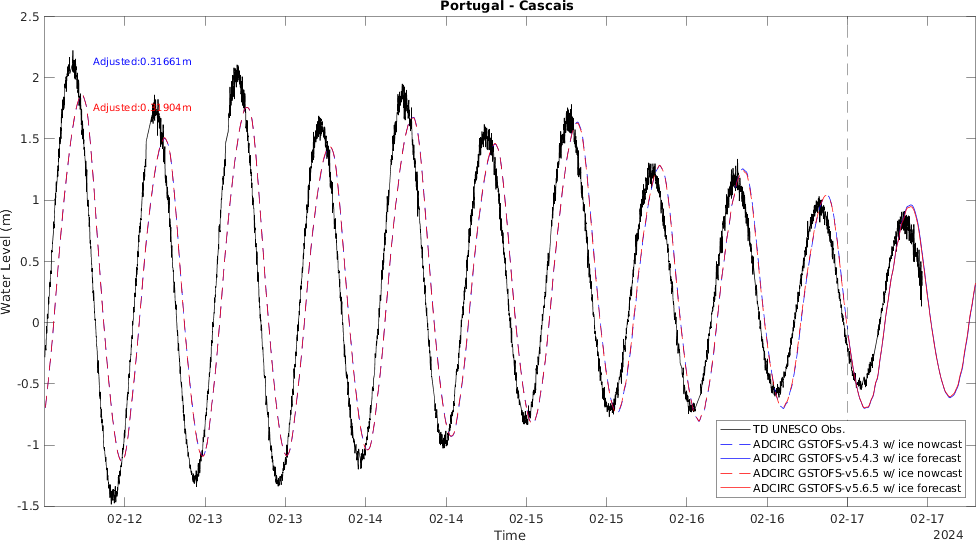 Portugal - Cascais
2.5
2
1.5
1
0.5
0
-0.5
-1
-1.5
Water Level (m)
Adjusted:0.31661m
Adjusted:0.31904m
TD UNESCO Obs.
ADCIRC GSTOFS-v5.4.3 w/ ice nowcast
ADCIRC GSTOFS-v5.4.3 w/ ice forecast
ADCIRC GSTOFS-v5.6.5 w/ ice nowcast
ADCIRC GSTOFS-v5.6.5 w/ ice forecast
02-12 02-13 02-13 02-14 02-14 02-15 02-15 02-16 02-16 02-17 02-17
Time
2024